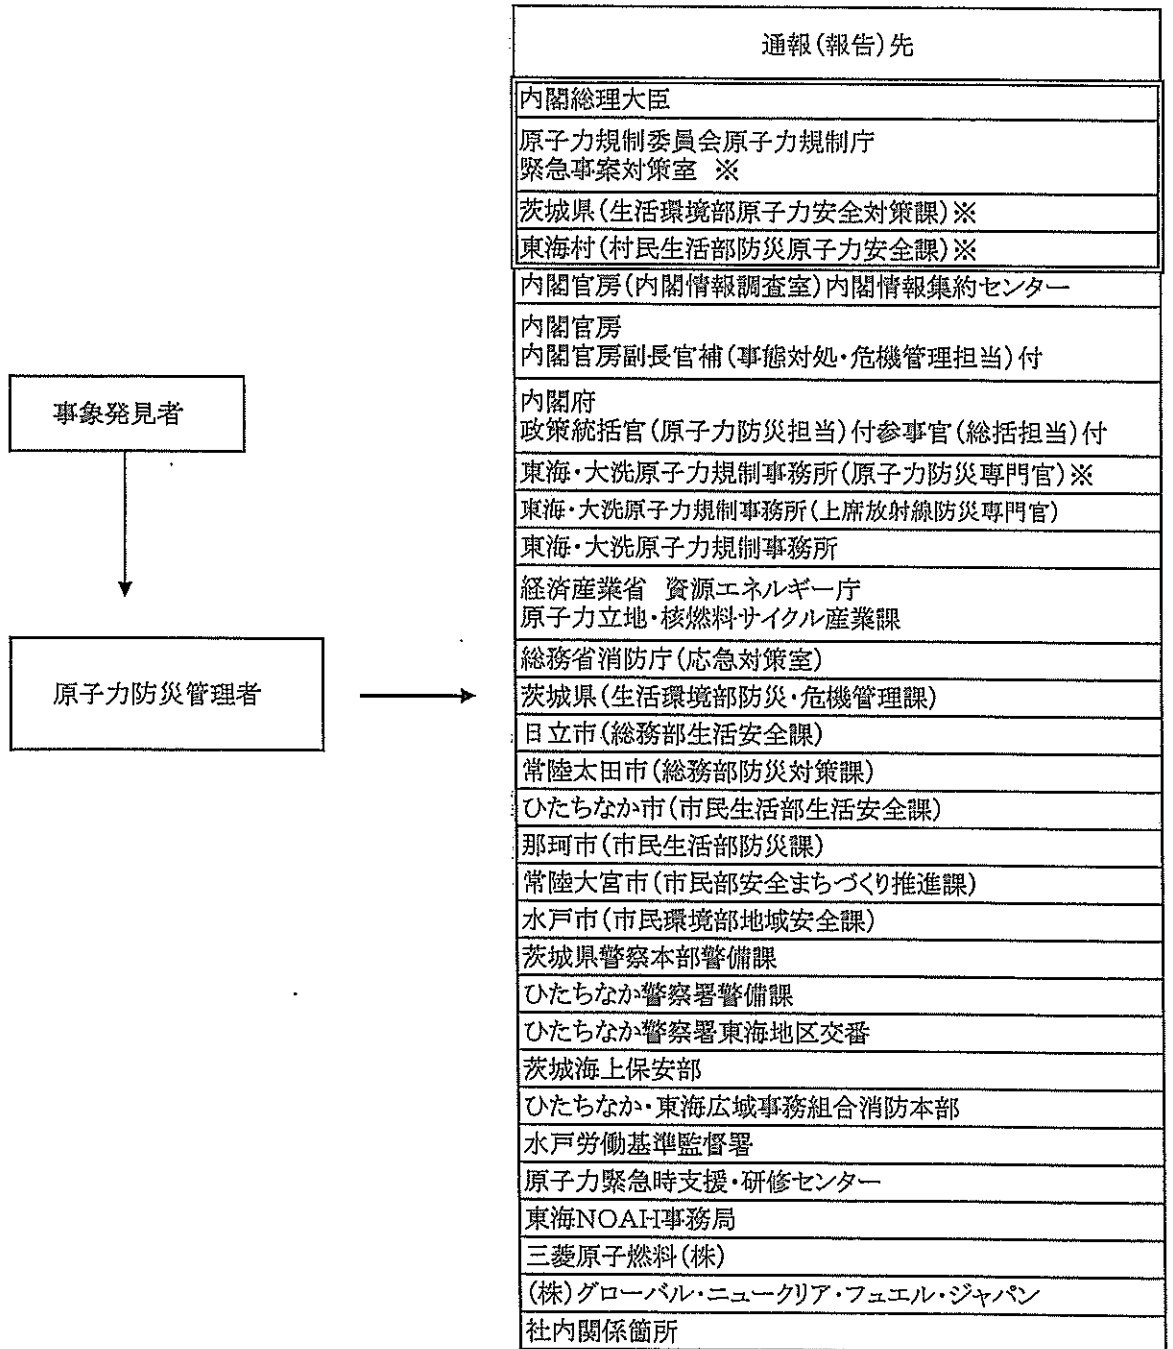 通報(報告)先
内閣総理大臣
原子力規制委員会原子力規制庁
緊急事案対策室 ※
茨城県(生活環境部原子力安全対策課)※
東海村(村民生活部防災原子力安全課)※
内閣官房(内閣情報調査室)内閣情報集約センター
内閣官房
内閣官房副長官補(事態対処・危機管理担当)付
内閣府
政策統括官(原子力防災担当)付参事官(総括担当)付
東海・大洗原子力規制事務所(原子力防災専門官)※
東海・大洗原子力規制事務所(上席放射線防災専門官)
東海・大洗原子力規制事務所
経済産業省 資源エネルギー庁
原子力立地・核燃料サイクル産業課
総務省消防庁(応急対策室)
茨城県(生活環境部防災・危機管理課)
日立市(総務部生活安全課)
常陸太田市(総務部防災対策課)
ひたちなか市(市民生活部生活安全課)
那珂市(市民生活部防災課)
常陸大宮市(市民部安全まちづくり推進課)
水戸市(市民環境部地域安全課)
茨城県警察本部警備課
ひたちなか警察署警備課
ひたちなか警察署東海地区交番
茨城海上保安部
ひたちなか・東海広域事務組合消防本部
水戸労働基準監督署
原子力緊急時支援・研修センター
東海NOAH事務局
三菱原子燃料(株)
(株)グローバル・ニュークリア・フュエル・ジャパン
社内関係箇所
事象発見者
原子力防災管理者